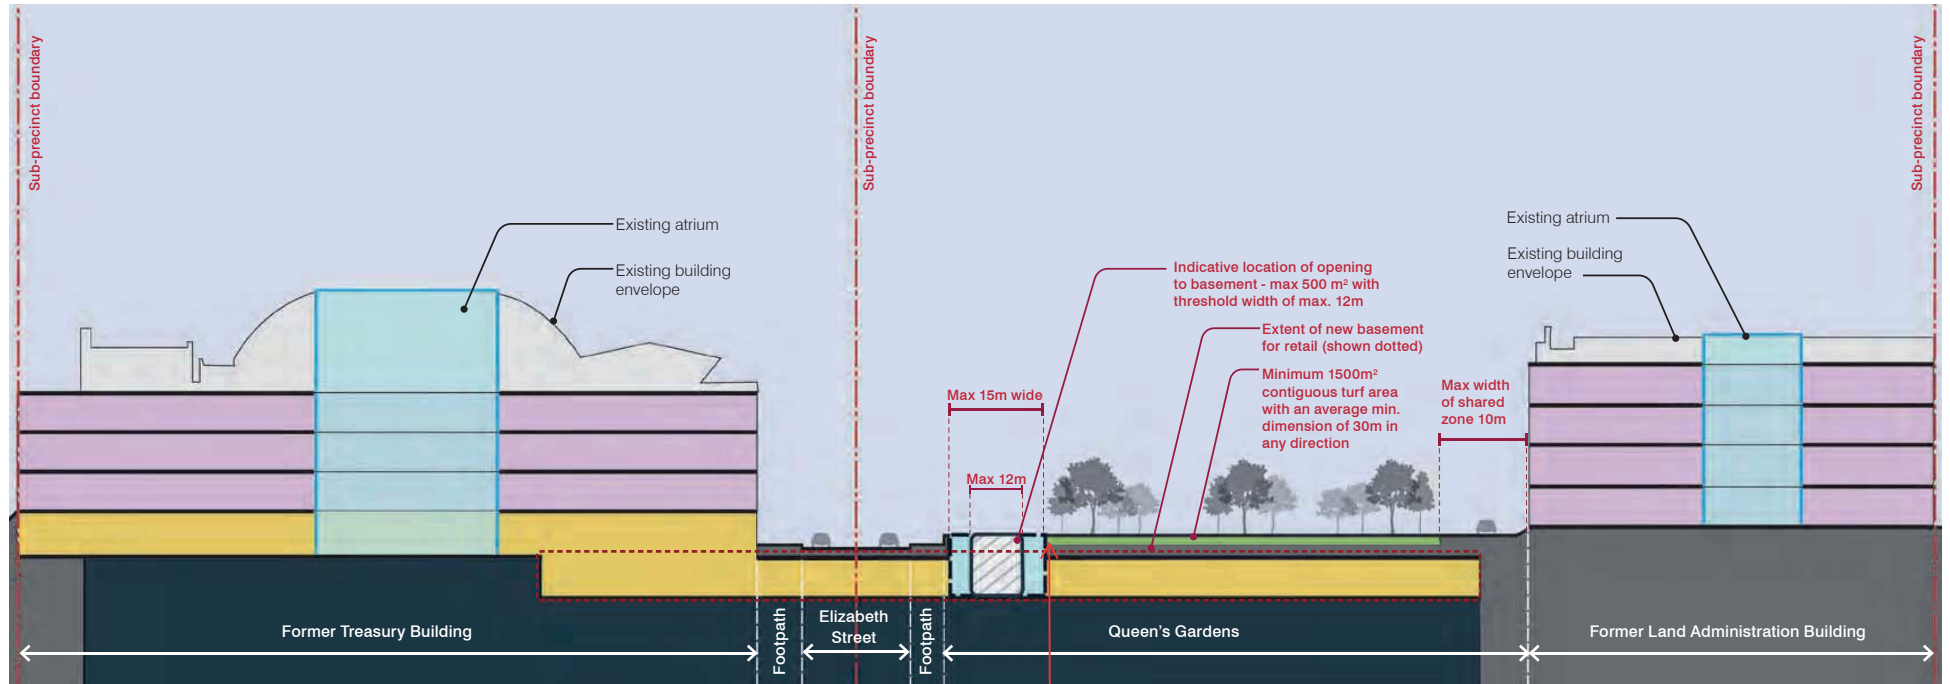 Sub-precinct boundary
Sub-precinct boundary
Sub-precinct boundary
Existing atrium
Existing building
envelope
Existing atrium
Existing building
envelope
Indicative location of opening
to basement - max 500 m² with
threshold width of max. 12m
Extent of new basement
for retail (shown dotted)
Minimum 1500m²
contiguous turf area
with an average min.
dimension of 30m in
any direction
Max width
of shared
zone 10m
Max 15m wide
Max 12m
Former Treasury Building
Footpath
Elizabeth
Street
Footpath
Queen's Gardens
Former Land Administration Building